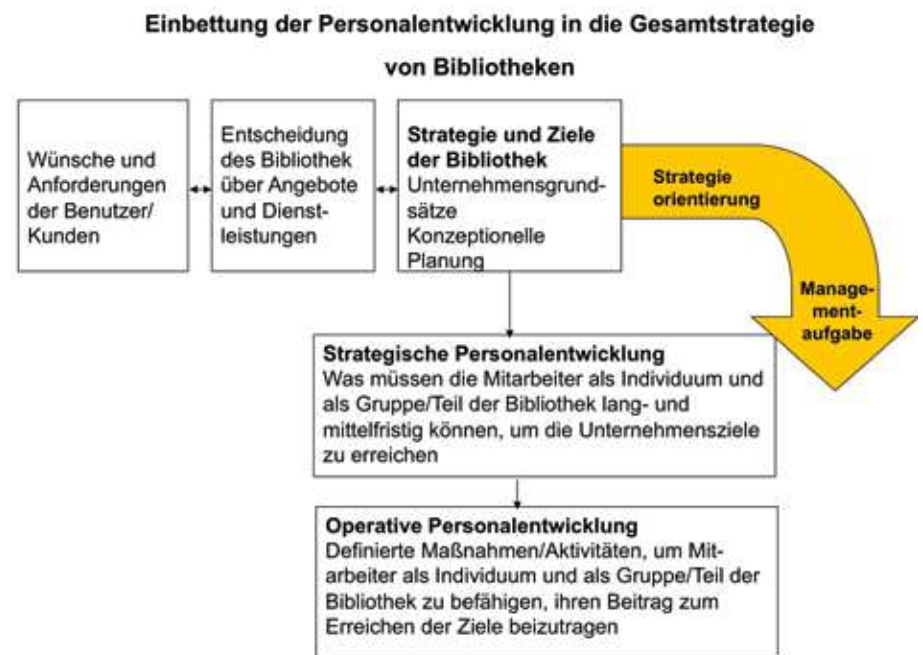 Einbettung der Personalentwicklung in die Gesamtstrategie
von Bibliotheken
Wünsche und
Anforderungen
der Benutzer/
Kunden
Entscheidung
des Bibliothek
über Angebote
und Dienst-
leistungen
Strategie und Ziele
der Bibliothek
Unternehmensgrund-
sätze
Konzeptionelle
Planung
Strategie
orientierung
Manage-
ment-
aufgabe
Strategische Personalentwicklung
Was müssen die Mitarbeiter als Individuum und
als Gruppe/Teil der Bibliothek lang- und
mittelfristig können, um die Unternehmensziele
zu erreichen
Operative Personalentwicklung
Definierte Maßnahmen/Aktivitäten, um Mit-
arbeiter als Individuum und als Gruppe/Teil der
Bibliothek zu befähigen, ihren Beitrag zum
Erreichen der Ziele beizutragen